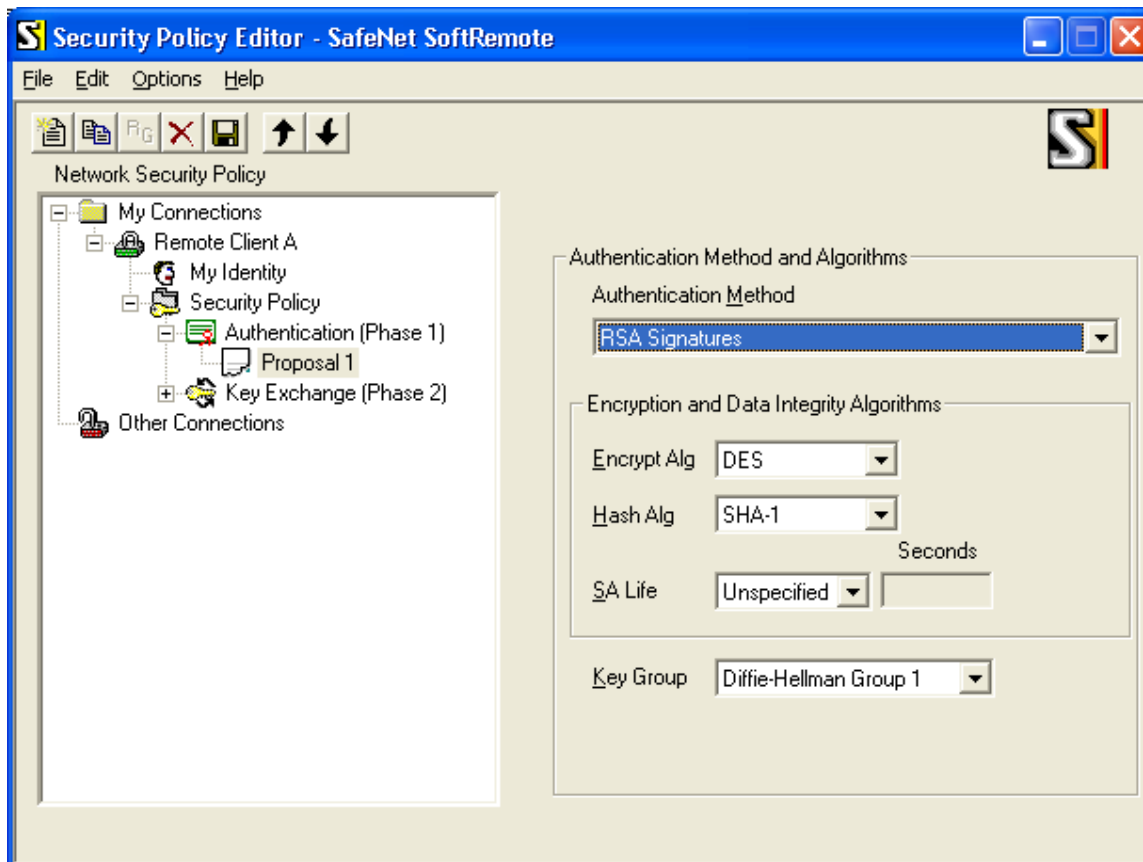 Security Policy Editor - SafeNet SoftRemote
File Edit Options Help
RG
Network Security Policy
My Connections
Remote Client A
My Identity
Security Policy
Authentication (Phase 1)
Proposal 1
Key Exchange (Phase 2)
Other Connections
Authentication Method and Algorithms
Authentication Method
RSA Signatures
Encryption and Data Integrity Algorithms
Encrypt Alg DES
Hash Alg SHA-1
Seconds
SA Life Unspecified
Key Group Diffie-Hellman Group 1